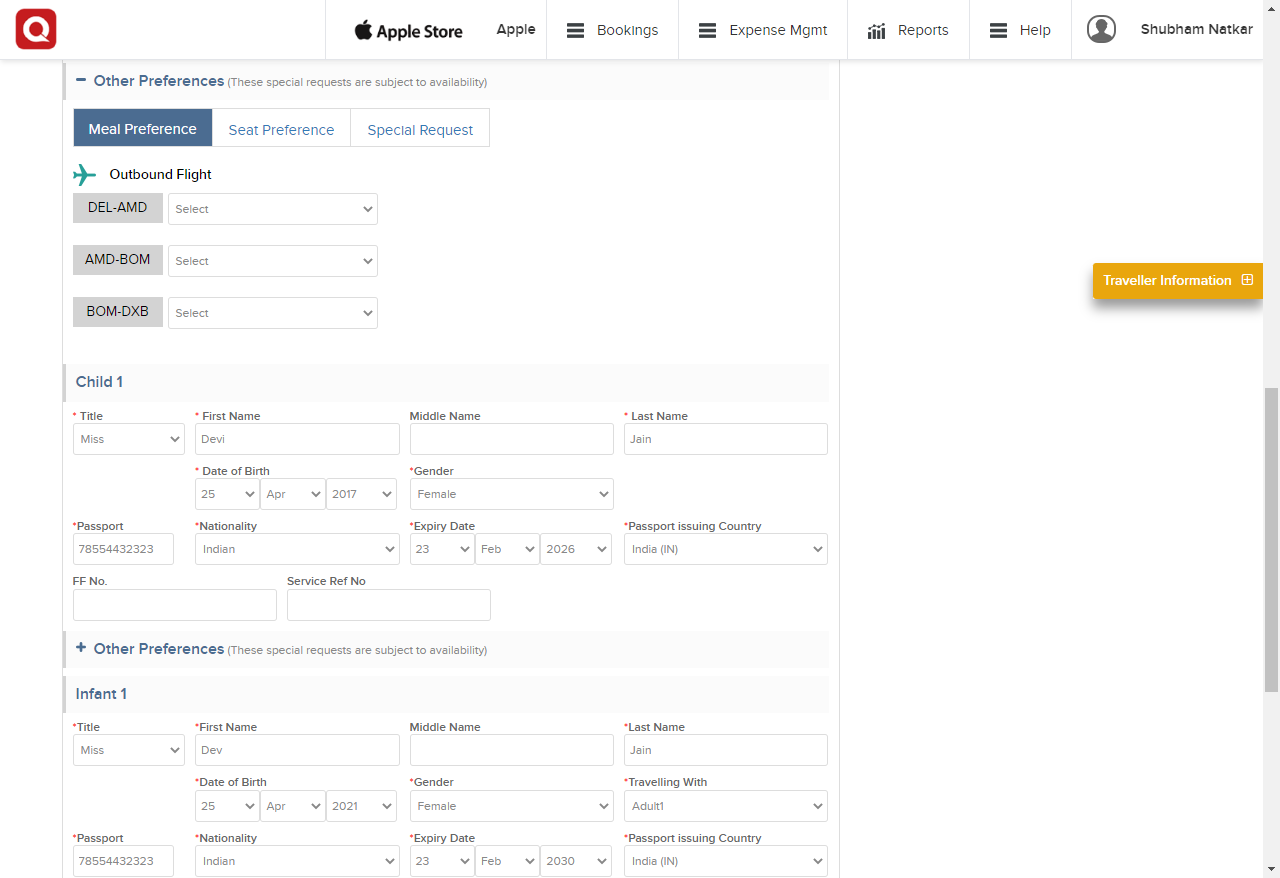 Q Apple Store Apple Bookings Expense Mgmt Reports Help Shubham Natkar
Other Preferences (These special requests are subject to availability)
Meal Preference Seat Preference Special Request
Outbound Flight
DEL-AMD Select
AMD-BOM Select
BOM-DXB Select
Traveller Information
Child 1
* Title * First Name Middle Name * Last Name
Miss Devi Jain
* Date of Birth *Gender
25 Apr 2017 Female
*Passport *Nationality *Expiry Date *Passport issuing Country
78554432323 Indian 23 Feb 2026 India (IN)
FF No. Service Ref No
Other Preferences (These special requests are subject to availability)
Infant 1
*Title *First Name Middle Name *Last Name
Miss Dev Jain
*Date of Birth *Gender *Travelling With
25 Apr 2021 Female Adult1
*Passport *Nationality *Expiry Date *Passport issuing Country
78554432323 Indian 23 Feb 2030 India (IN)